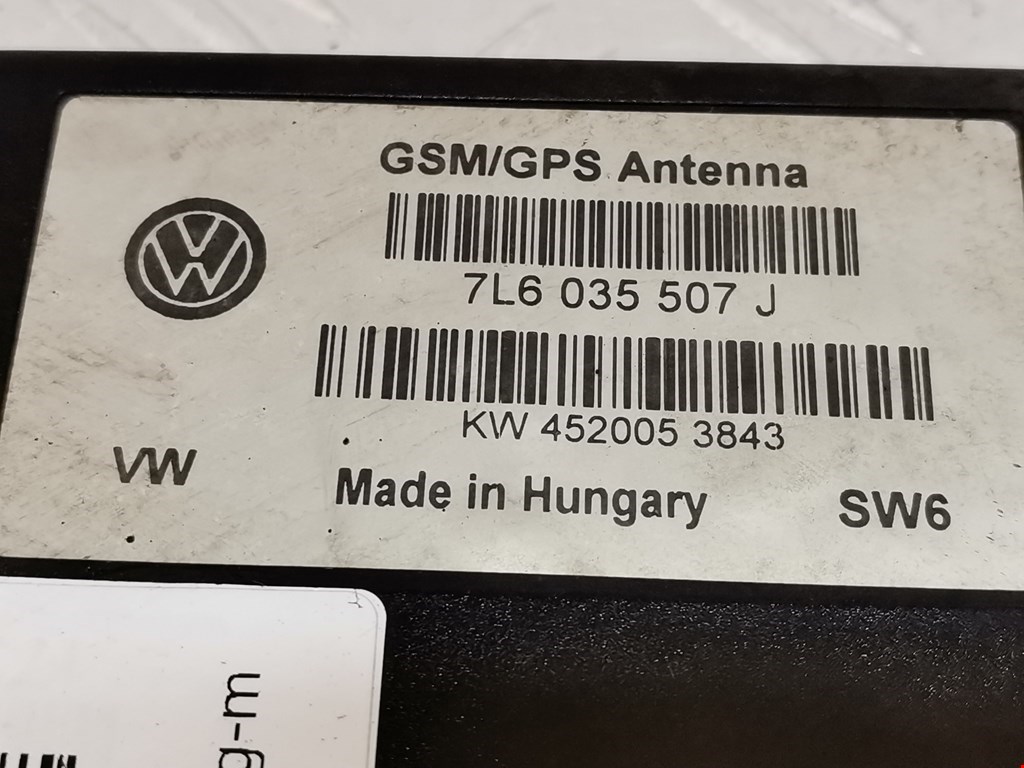 GSM/GPS Antenna
7L6 035 507 J
KW 452005 3843
VW
Made in Hungary
SW6
g-m